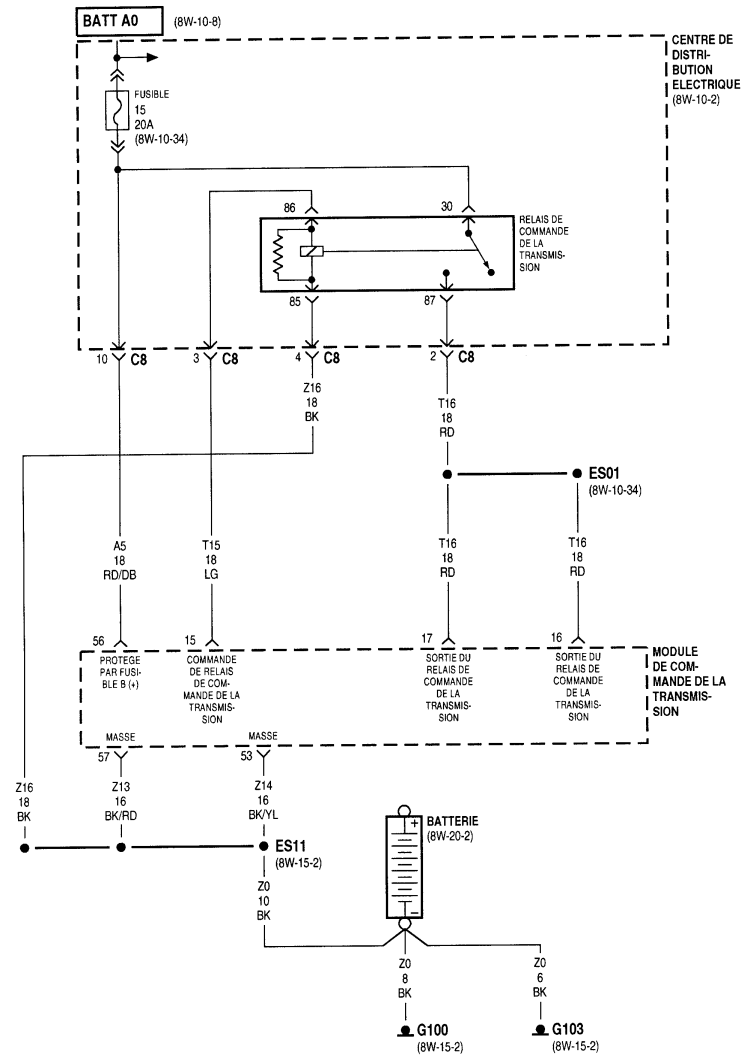 BATT A0
(8W-10-8)
CENTRE DE
DISTRI-
BUTION
ELECTRIQUE
(8W-10-2)
FUSIBLE
15
20A
(8W-10-34)
86
30
RELAIS DE
COMMANDE
DE LA
TRANSMIS-
SION
85
87
10
C8
3
C8
4
C8
2
C8
Z16
18
BK
T16
18
RD
ES01
(8W-10-34)
A5
18
RD/DB
T15
18
LG
T16
18
RD
T16
18
RD
56
15
17
16
PROTEGE
PAR FUSI-
BLE B (+)
COMMANDE
DE RELAIS
DE COM-
MANDE DE LA
TRANSMIS-
SION
SORTIE DU
RELAIS DE
COMMANDE
DE LA
TRANSMIS-
SION
SORTIE DU
RELAIS DE
COMMANDE
DE LA
TRANSMIS-
SION
MODULE
DE COM-
MANDE DE LA
TRANSMIS-
SION
MASSE
MASSE
57
53
Z16
18
BK
Z13
16
BK/RD
Z14
16
BK/YL
ES11
(8W-15-2)
+
BATTERIE
(8W-20-2)
−
Z0
10
BK
Z0
8
BK
Z0
6
BK
G100
(8W-15-2)
G103
(8W-15-2)